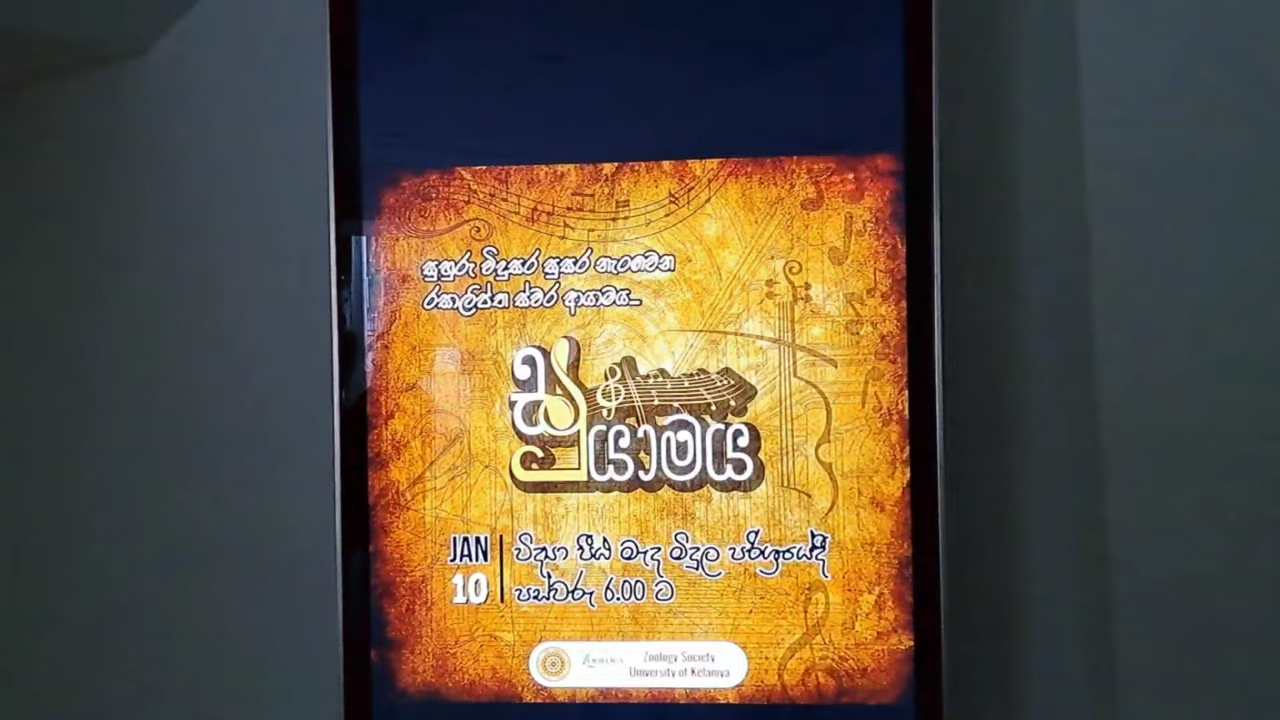 සුහුරු විදුසර සුසර නැංවෙන
රසාලිප්ත ස්වර ආයාමය...
සුයාමය
JAN
10
විද්‍යා පීඨ මැද මිදුල පරිශ්‍රයේදී
පස්වරු 6.00 ට
ZOOLOGY
Zoology Society
University of Kelaniya